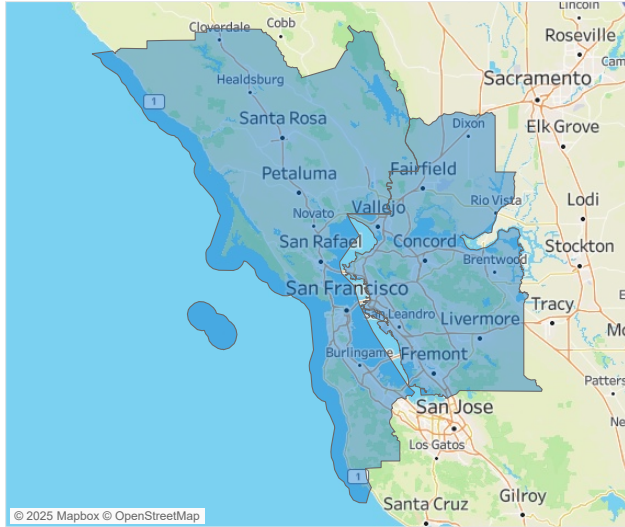 Lincoln
Cloverdale
Cobb
Roseville
Cam
Healdsburg
Sacramento
1
Santa Rosa
Dixon
Elk Grove
Petaluma
Fairfield
Novato
Vallejo
Rio Vista
Lodi
San Rafael
Concord
Stockton
Brentwood
San Francisco
Tracy
San Leandro
Livermore
Mo
Burlingame
Fremont
Patters
San Jose
Ne
Los Gatos
1
Santa Cruz
Gilroy
© 2025 Mapbox © OpenStreetMap